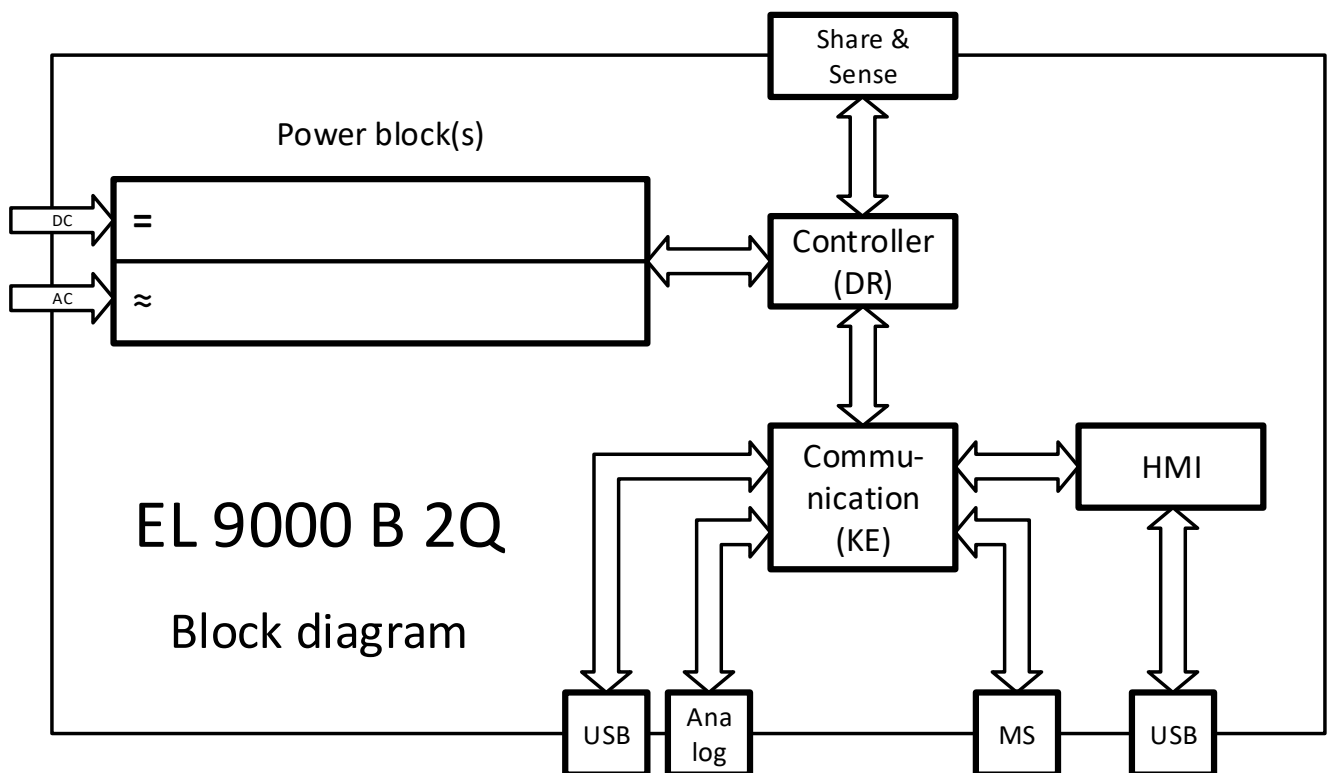 Share &
Sense
Power block(s)
DC
=
Controller
(DR)
AC
≈
Commu-
nication
(KE)
HMI
EL 9000 B 2Q
Block diagram
USB
Ana
log
MS
USB